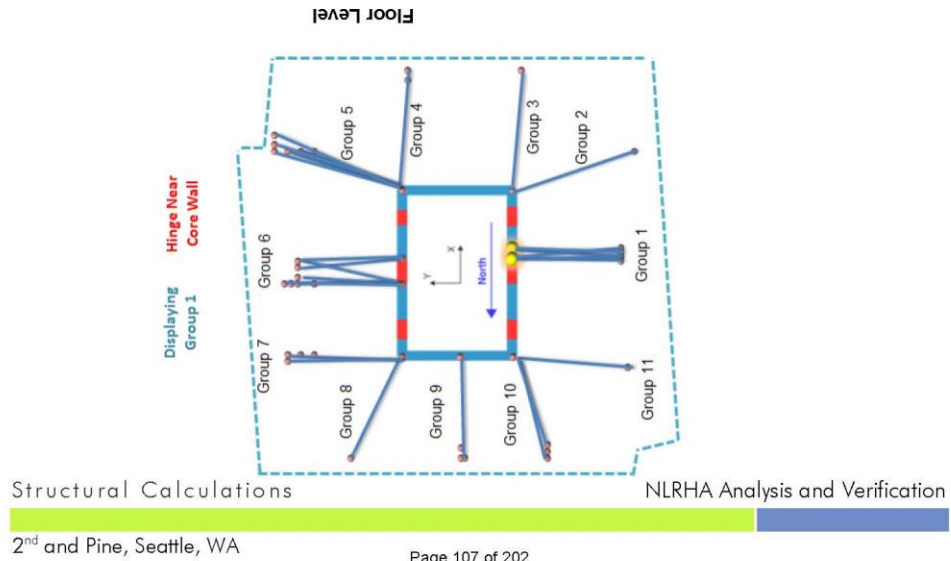 Floor Level
Hinge Near
Core Wall
Displaying
Group 1
Group 5
Group 4
Group 3
Group 2
Group 6
Group 1
X
Y
North
Group 7
Group 8
Group 9
Group 10
Group 11
Structural Calculations
NLRHA Analysis and Verification
2nd and Pine, Seattle, WA
Page 107 of 202